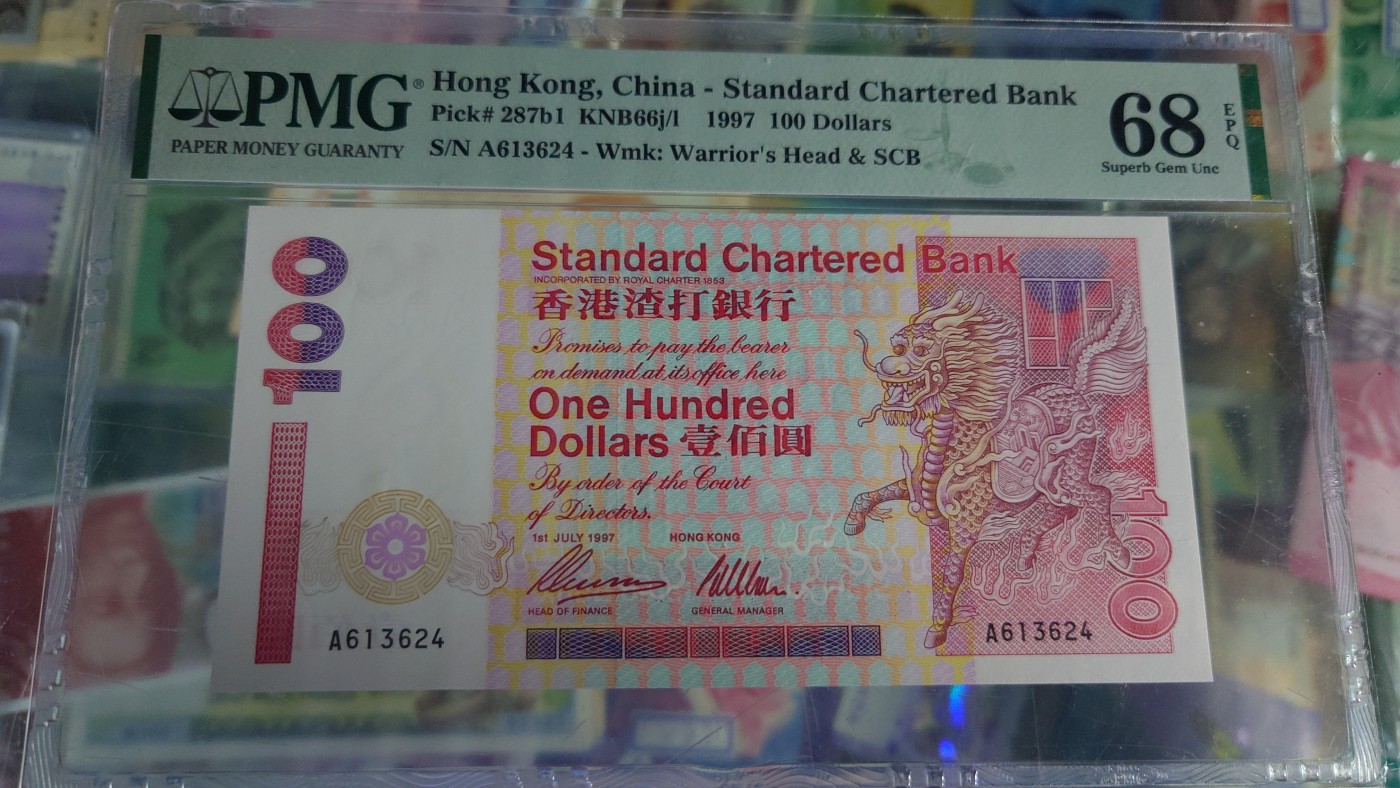 PMG®
PAPER MONEY GUARANTY
Hong Kong, China - Standard Chartered Bank
Pick# 287b1 KNB66j/l 1997 100 Dollars
S/N A613624 - Wmk: Warrior's Head & SCB
68
EPQ
Superb Gem Unc
100
Standard Chartered Bank
INCORPORATED BY ROYAL CHARTER 1853
香港渣打銀行
Promises to pay the bearer
on demand at its office here
One Hundred
Dollars 壹佰圓
By order of the Court
of Directors.
1st JULY 1997 HONG KONG
HEAD OF FINANCE GENERAL MANAGER
A613624
A613624
100